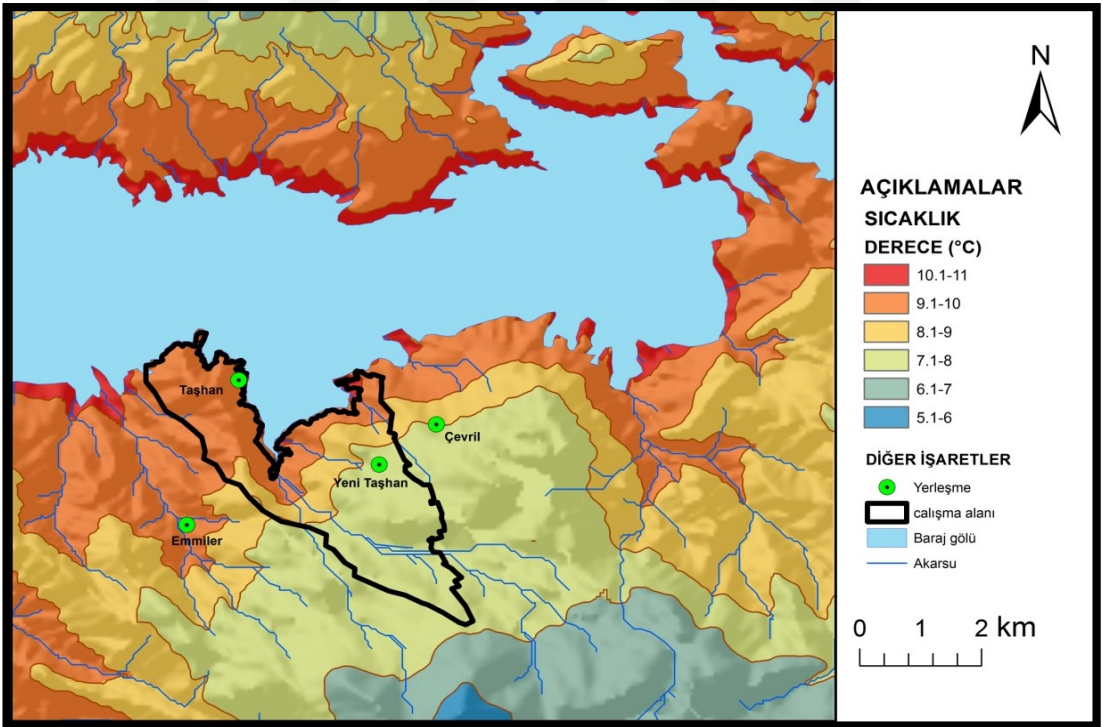 N
AÇIKLAMALAR
SICAKLIK
DERECE (°C)
10.1-11
9.1-10
8.1-9
7.1-8
6.1-7
5.1-6
DİĞER İŞARETLER
Yerleşme
calışma alanı
Baraj gölü
Akarsu
0 1 2 km
Taşhan
Çevril
Yeni Taşhan
Emmiler